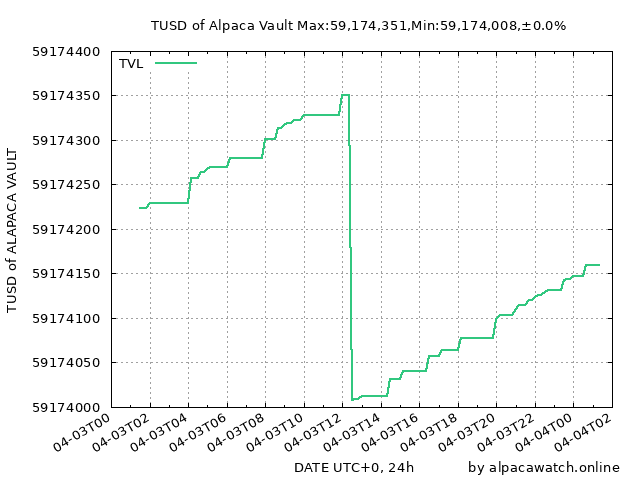 TUSD of Alpaca Vault Max:59,174,351,Min:59,174,008,±0.0%
TVL
59174400
59174350
59174300
59174250
59174200
59174150
59174100
59174050
59174000
TUSD of ALAPACA VAULT
04-03T00
04-03T02
04-03T04
04-03T06
04-03T08
04-03T10
04-03T12
04-03T14
04-03T16
04-03T18
04-03T20
04-03T22
04-04T00
04-04T02
DATE UTC+0, 24h
by alpacawatch.online